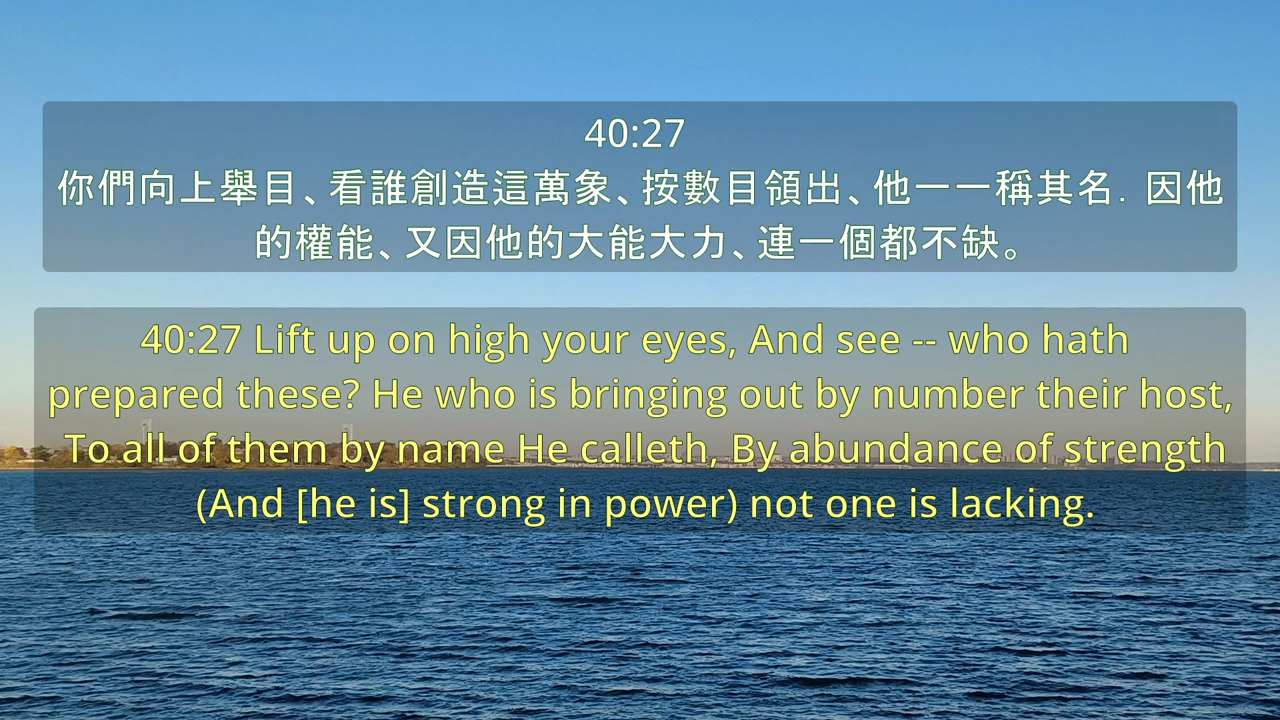 40:27
你們向上舉目、看誰創造這萬象、按數目領出、他一一稱其名．因他
的權能、又因他的大能大力、連一個都不缺。
40:27 Lift up on high your eyes, And see -- who hath
prepared these? He who is bringing out by number their host,
To all of them by name He calleth, By abundance of strength
(And [he is] strong in power) not one is lacking.